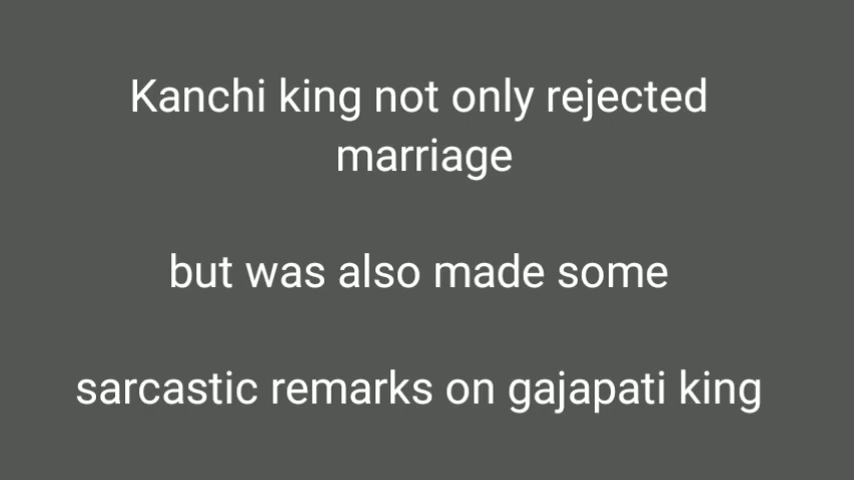 Kanchi king not only rejected
marriage
but was also made some
sarcastic remarks on gajapati king